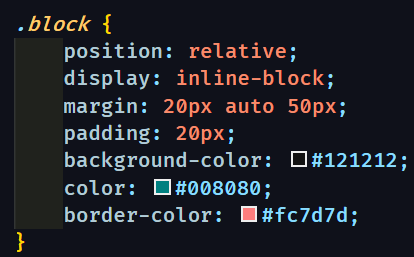 .block {
position: relative;
display: inline-block;
margin: 20px auto 50px;
padding: 20px;
background-color: #121212;
color: #008080;
border-color: #fc7d7d;
}